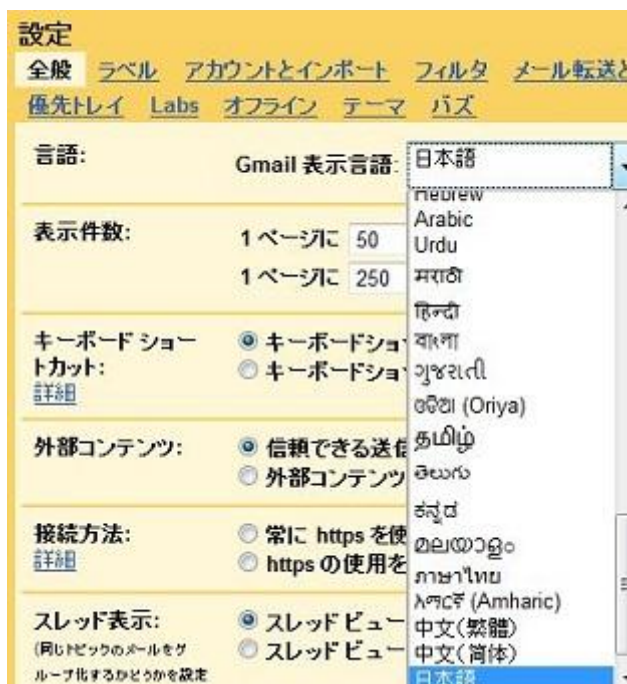 設定
全般 ラベル アカウントとインポート フィルタ メール転送と
優先トレイ Labs オフライン テーマ バズ
言語:
Gmail 表示言語: 日本語
Hebrew
Arabic
Urdu
मराठी
हिन्दी
বাংলা
ગુજરાતી
ଓଡିଆ (Oriya)
தமிழ்
తెలుగు
ಕನ್ನಡ
മലയാളം
ภาษาไทย
አማርኛ (Amharic)
中文(繁體)
中文(简体)
日本語
表示件数:
1 ページに 50
1 ページに 250
キーボード ショー
トカット:
詳細
キーボードショー
キーボードショー
外部コンテンツ:
信頼できる送信
外部コンテンツ
接続方法:
詳細
常に https を使
https の使用を
スレッド表示:
(同じトピックのメールをグ
ループ化するかどうかを設定
スレッド ビュー
スレッド ビュー